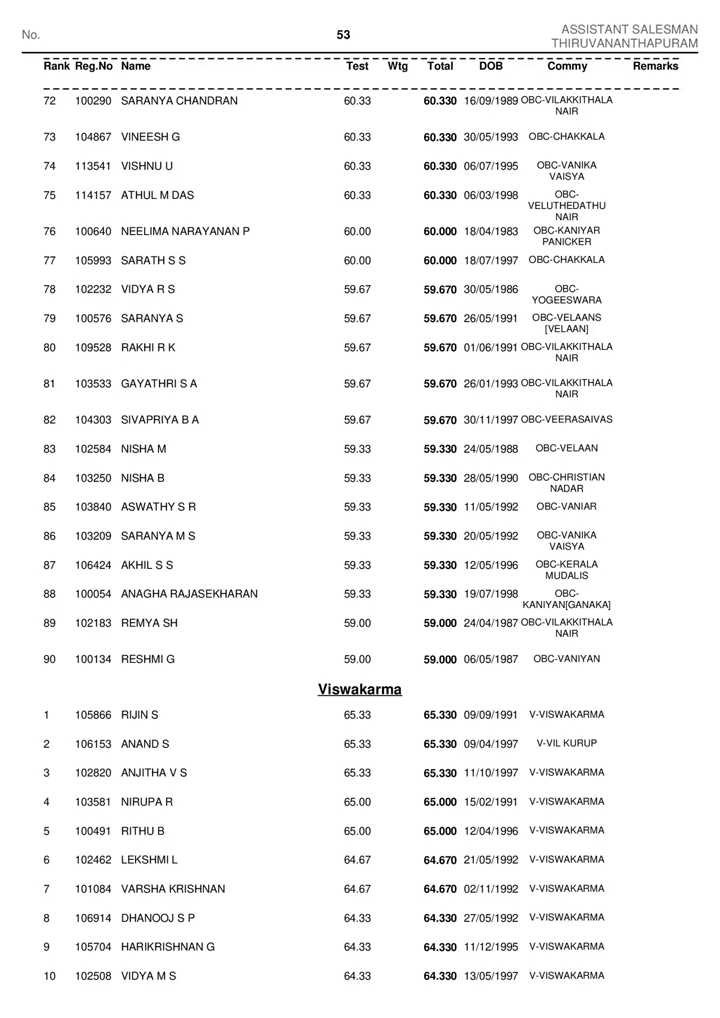 No. 53 ASSISTANT SALESMAN
THIRUVANANTHAPURAM
Rank Reg.No Name Test Wtg Total DOB Commy Remarks
72 100290 SARANYA CHANDRAN 60.33 60.330 16/09/1989 OBC-VILAKKITHALA
NAIR
73 104867 VINEESH G 60.33 60.330 30/05/1993 OBC-CHAKKALA
74 113541 VISHNU U 60.33 60.330 06/07/1995 OBC-VANIKA
VAISYA
75 114157 ATHUL M DAS 60.33 60.330 06/03/1998 OBC-
VELUTHEDATHU
NAIR
76 100640 NEELIMA NARAYANAN P 60.00 60.000 18/04/1983 OBC-KANIYAR
PANICKER
77 105993 SARATH S S 60.00 60.000 18/07/1997 OBC-CHAKKALA
78 102232 VIDYA R S 59.67 59.670 30/05/1986 OBC-
YOGEESWARA
79 100576 SARANYA S 59.67 59.670 26/05/1991 OBC-VELAANS
[VELAAN]
80 109528 RAKHI R K 59.67 59.670 01/06/1991 OBC-VILAKKITHALA
NAIR
81 103533 GAYATHRI S A 59.67 59.670 26/01/1993 OBC-VILAKKITHALA
NAIR
82 104303 SIVAPRIYA B A 59.67 59.670 30/11/1997 OBC-VEERASAIVAS
83 102584 NISHA M 59.33 59.330 24/05/1988 OBC-VELAAN
84 103250 NISHA B 59.33 59.330 28/05/1990 OBC-CHRISTIAN
NADAR
85 103840 ASWATHY S R 59.33 59.330 11/05/1992 OBC-VANIAR
86 103209 SARANYA M S 59.33 59.330 20/05/1992 OBC-VANIKA
VAISYA
87 106424 AKHIL S S 59.33 59.330 12/05/1996 OBC-KERALA
MUDALIS
88 100054 ANAGHA RAJASEKHARAN 59.33 59.330 19/07/1998 OBC-
KANIYAN[GANAKA]
89 102183 REMYA SH 59.00 59.000 24/04/1987 OBC-VILAKKITHALA
NAIR
90 100134 RESHMI G 59.00 59.000 06/05/1987 OBC-VANIYAN
Viswakarma
1 105866 RIJIN S 65.33 65.330 09/09/1991 V-VISWAKARMA
2 106153 ANAND S 65.33 65.330 09/04/1997 V-VIL KURUP
3 102820 ANJITHA V S 65.33 65.330 11/10/1997 V-VISWAKARMA
4 103581 NIRUPA R 65.00 65.000 15/02/1991 V-VISWAKARMA
5 100491 RITHU B 65.00 65.000 12/04/1996 V-VISWAKARMA
6 102462 LEKSHMI L 64.67 64.670 21/05/1992 V-VISWAKARMA
7 101084 VARSHA KRISHNAN 64.67 64.670 02/11/1992 V-VISWAKARMA
8 106914 DHANOOJ S P 64.33 64.330 27/05/1992 V-VISWAKARMA
9 105704 HARIKRISHNAN G 64.33 64.330 11/12/1995 V-VISWAKARMA
10 102508 VIDYA M S 64.33 64.330 13/05/1997 V-VISWAKARMA